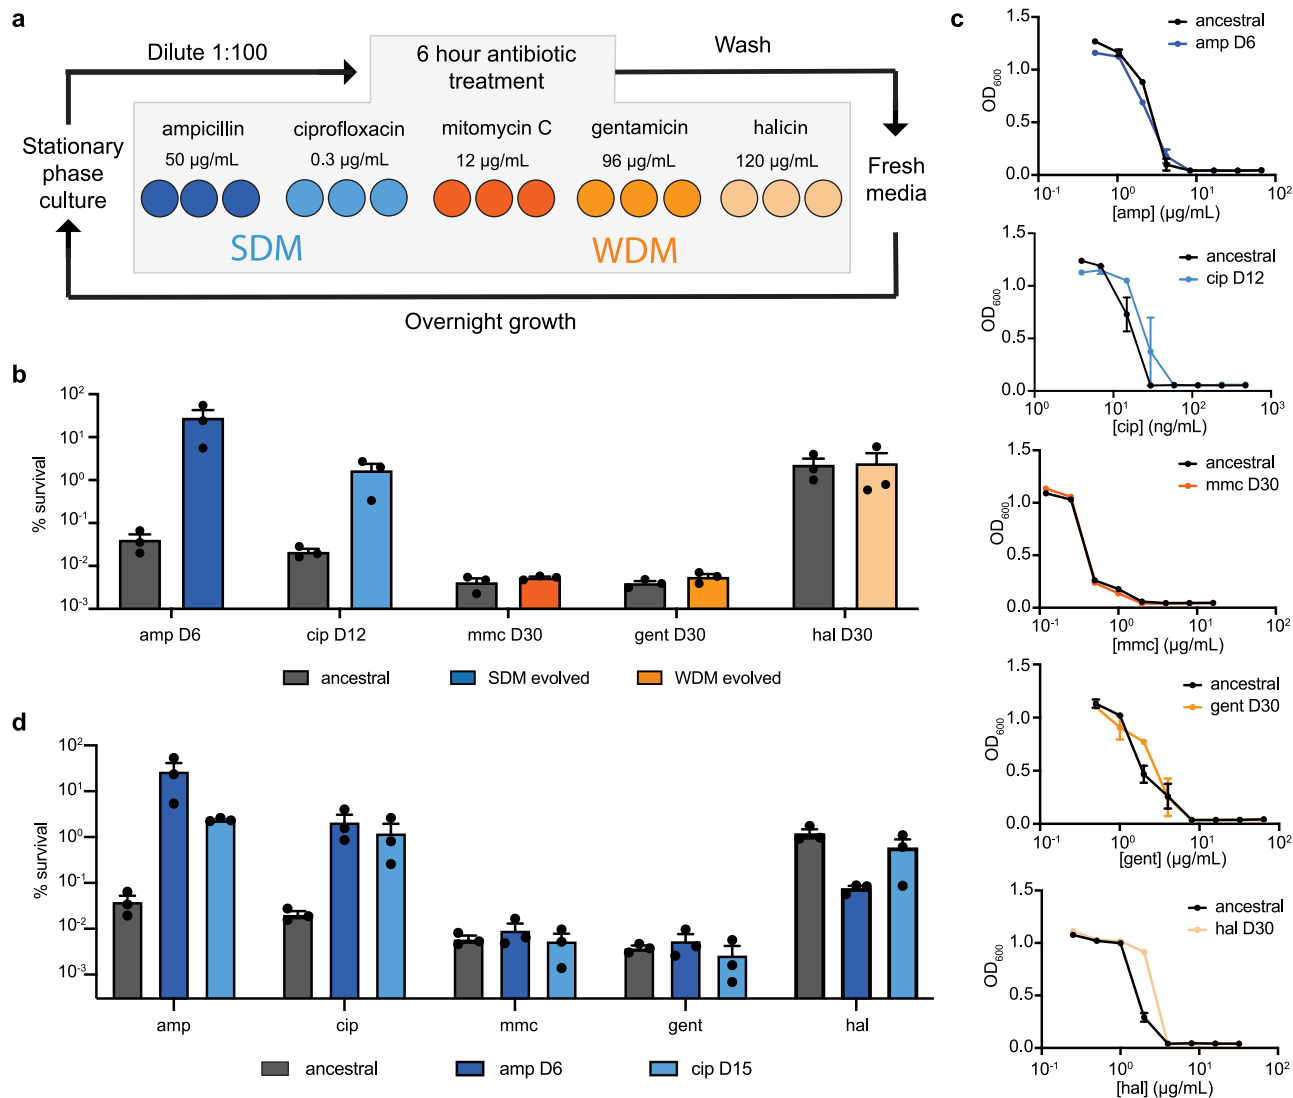 a
Dilute 1:100
6 hour antibiotic
treatment
Wash
Stationary
phase
culture
ampicillin
50 µg/mL
ciprofloxacin
0.3 µg/mL
mitomycin C
12 µg/mL
gentamicin
96 µg/mL
halicin
120 µg/mL
SDM
WDM
Fresh
media
Overnight growth
b
% survival
10²
10¹
10⁰
10⁻¹
10⁻²
10⁻³
amp D6
cip D12
mmc D30
gent D30
hal D30
ancestral
SDM evolved
WDM evolved
c
OD₆₀₀
1.5
1.0
0.5
0.0
10⁻¹
10⁰
10¹
10²
[amp] (µg/mL)
ancestral
amp D6
OD₆₀₀
1.5
1.0
0.5
0.0
10⁰
10¹
10²
10³
[cip] (ng/mL)
ancestral
cip D12
OD₆₀₀
1.5
1.0
0.5
0.0
10⁻¹
10⁰
10¹
10²
[mmc] (µg/mL)
ancestral
mmc D30
OD₆₀₀
1.5
1.0
0.5
0.0
10⁻¹
10⁰
10¹
10²
[gent] (µg/mL)
ancestral
gent D30
OD₆₀₀
1.5
1.0
0.5
0.0
10⁻¹
10⁰
10¹
10²
[hal] (µg/mL)
ancestral
hal D30
d
% survival
10²
10¹
10⁰
10⁻¹
10⁻²
10⁻³
amp
cip
mmc
gent
hal
ancestral
amp D6
cip D15